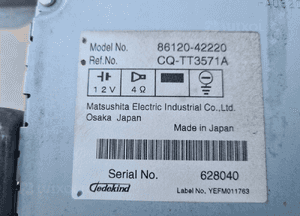 Model No. 86120-42220
Ref.No. CQ-TT3571A
12V 4Ω
Matsushita Electric Industrial Co.,Ltd.
Osaka Japan
Made in Japan
Serial No. 628040
Jedekind
Label No. YEFM011763